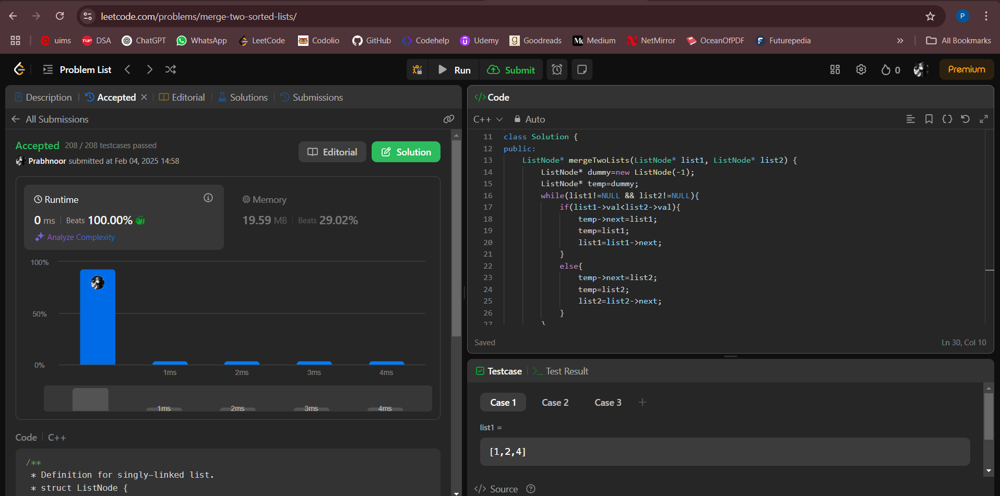 leetcode.com/problems/merge-two-sorted-lists/
P
uims
TUF DSA
ChatGPT
WhatsApp
LeetCode
Codolio
GitHub
Codehelp
Udemy
Goodreads
Medium
NetMirror
OceanOfPDF
Futurepedia
All Bookmarks
Problem List
Run
Submit
0
Premium
Description
Accepted
Editorial
Solutions
Submissions
All Submissions
Accepted 208 / 208 testcases passed
Prabhnoor submitted at Feb 04, 2025 14:58
Editorial
Solution
Runtime
0 ms Beats 100.00%
Analyze Complexity
Memory
19.59 MB Beats 29.02%
100%
50%
0%
1ms 2ms 3ms 4ms
1ms 2ms 3ms 4ms
Code C++
/**
* Definition for singly-linked list.
* struct ListNode {
</> Code
C++ Auto
11 class Solution {
12 public:
13 ListNode* mergeTwoLists(ListNode* list1, ListNode* list2) {
14 ListNode* dummy=new ListNode(-1);
15 ListNode* temp=dummy;
16 while(list1!=NULL && list2!=NULL){
17 if(list1->val<list2->val){
18 temp->next=list1;
19 temp=list1;
20 list1=list1->next;
21 }
22 else{
23 temp->next=list2;
24 temp=list2;
25 list2=list2->next;
26 }
27 }
Saved
Ln 30, Col 10
Testcase
Test Result
Case 1
Case 2
Case 3
list1 =
[1,2,4]
</> Source